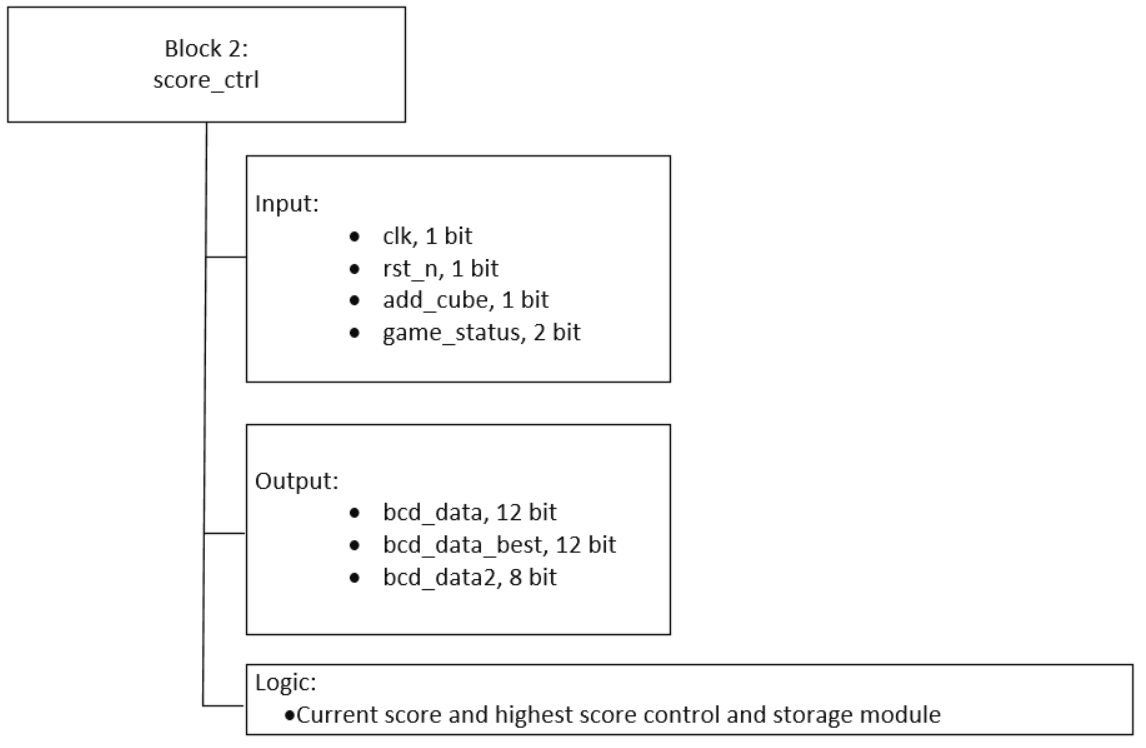 Block 2:
score_ctrl
Input:
• clk, 1 bit
• rst_n, 1 bit
• add_cube, 1 bit
• game_status, 2 bit
Output:
• bcd_data, 12 bit
• bcd_data_best, 12 bit
• bcd_data2, 8 bit
Logic:
•Current score and highest score control and storage module